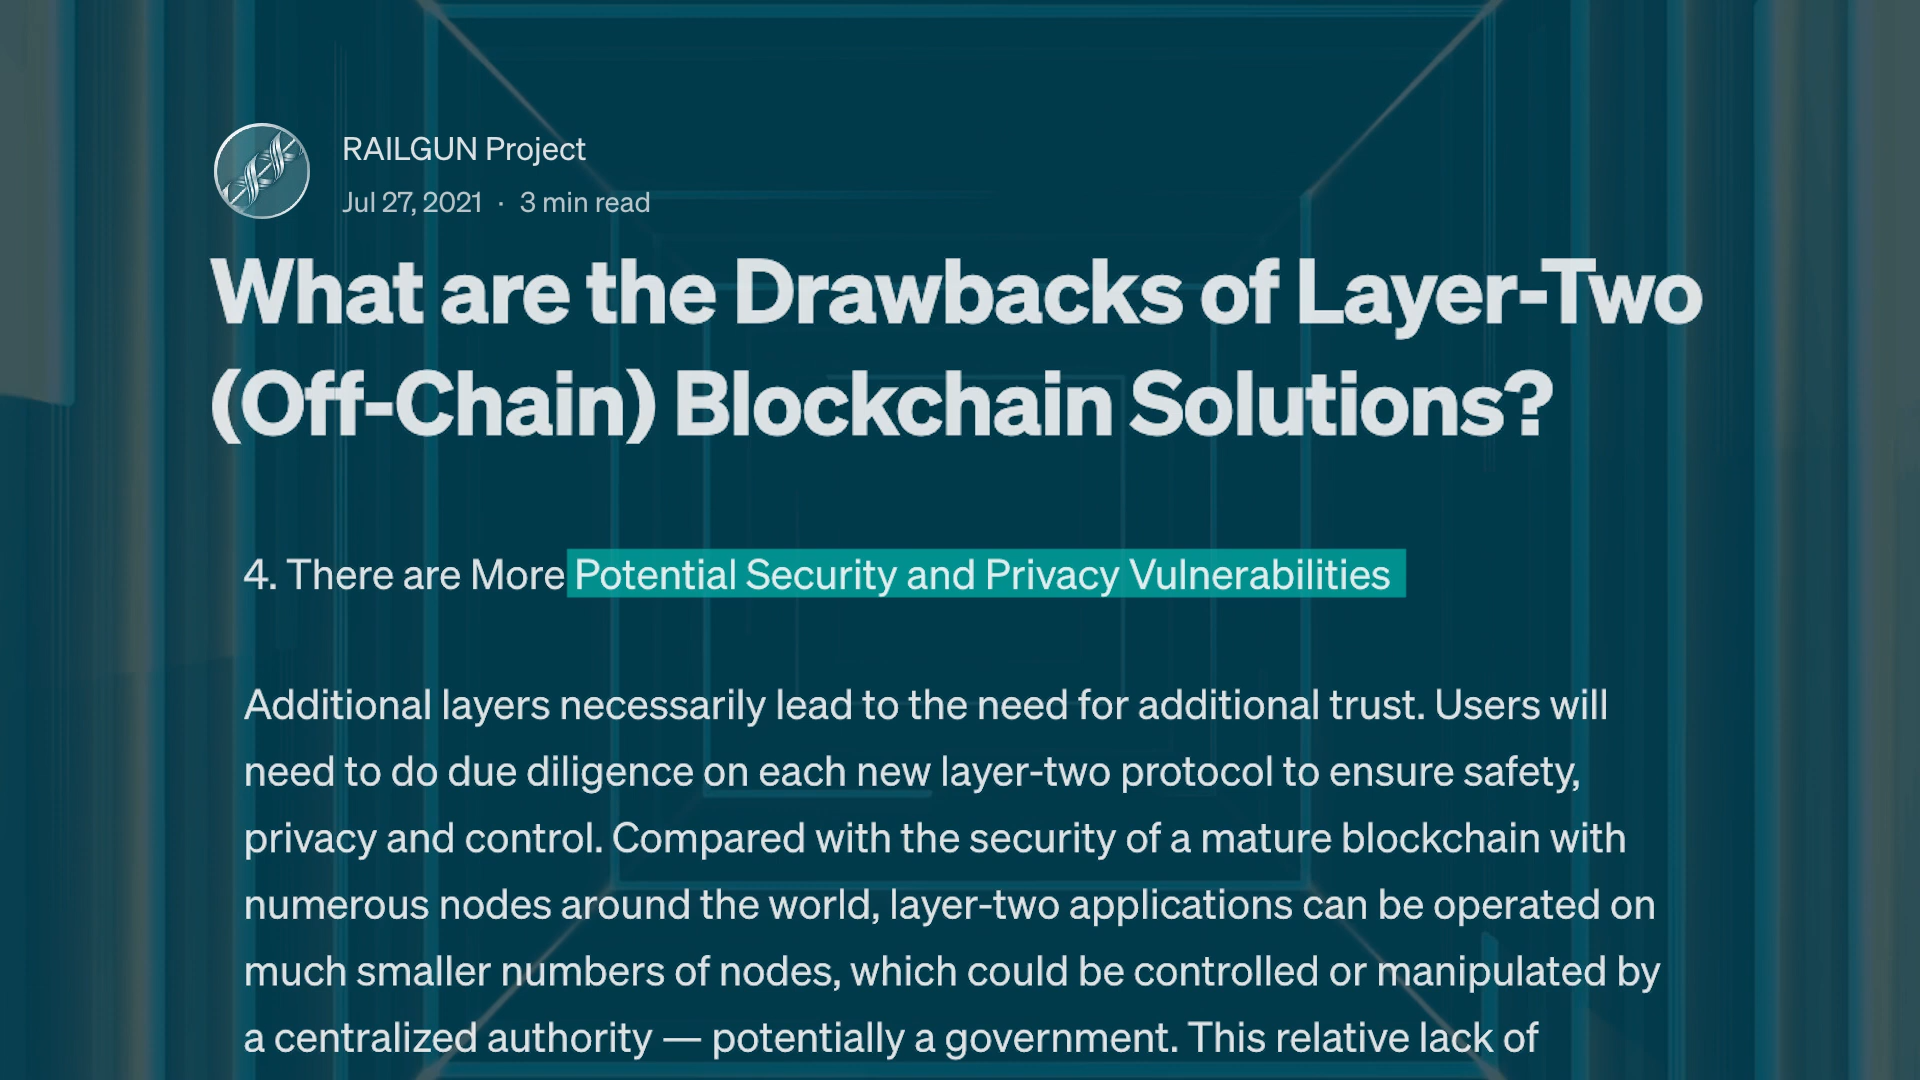 RAILGUN Project
Jul 27, 2021 · 3 min read
What are the Drawbacks of Layer-Two
(Off-Chain) Blockchain Solutions?
4. There are More Potential Security and Privacy Vulnerabilities
Additional layers necessarily lead to the need for additional trust. Users will
need to do due diligence on each new layer-two protocol to ensure safety,
privacy and control. Compared with the security of a mature blockchain with
numerous nodes around the world, layer-two applications can be operated on
much smaller numbers of nodes, which could be controlled or manipulated by
a centralized authority — potentially a government. This relative lack of